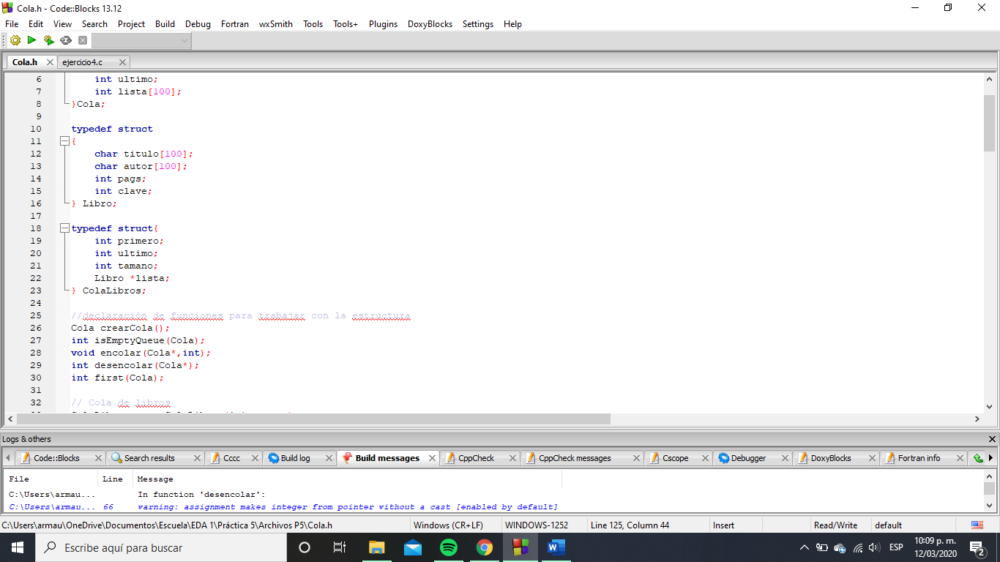 Cola.h - Code::Blocks 13.12
File Edit View Search Project Build Debug Fortran wxSmith Tools Tools+ Plugins DoxyBlocks Settings Help
Cola.h ejercicio4.c
6 int ultimo;
7 int lista[100];
8 }Cola;
9
10 typedef struct
11 {
12 char titulo[100];
13 char autor[100];
14 int pags;
15 int clave;
16 } Libro;
17
18 typedef struct{
19 int primero;
20 int ultimo;
21 int tamano;
22 Libro *lista;
23 } ColaLibros;
24
25 //declaración de funciones para trabajar con la estructura
26 Cola crearCola();
27 int isEmptyQueue(Cola);
28 void encolar(Cola*,int);
29 int desencolar(Cola*);
30 int first(Cola);
31
32 // Cola de libros
Logs & others
Code::Blocks Search results Cccc Build log Build messages CppCheck CppCheck messages Cscope Debugger DoxyBlocks Fortran info
File Line Message
C:\Users\armau... In function 'desencolar':
C:\Users\armau... 66 warning: assignment makes integer from pointer without a cast [enabled by default]
C:\Users\armau\OneDrive\Documentos\Escuela\EDA 1\Práctica 5\Archivos P5\Cola.h Windows (CR+LF) WINDOWS-1252 Line 125, Column 44 Insert Read/Write default
Escribe aquí para buscar
ESP
10:09 p. m.
12/03/2020
2